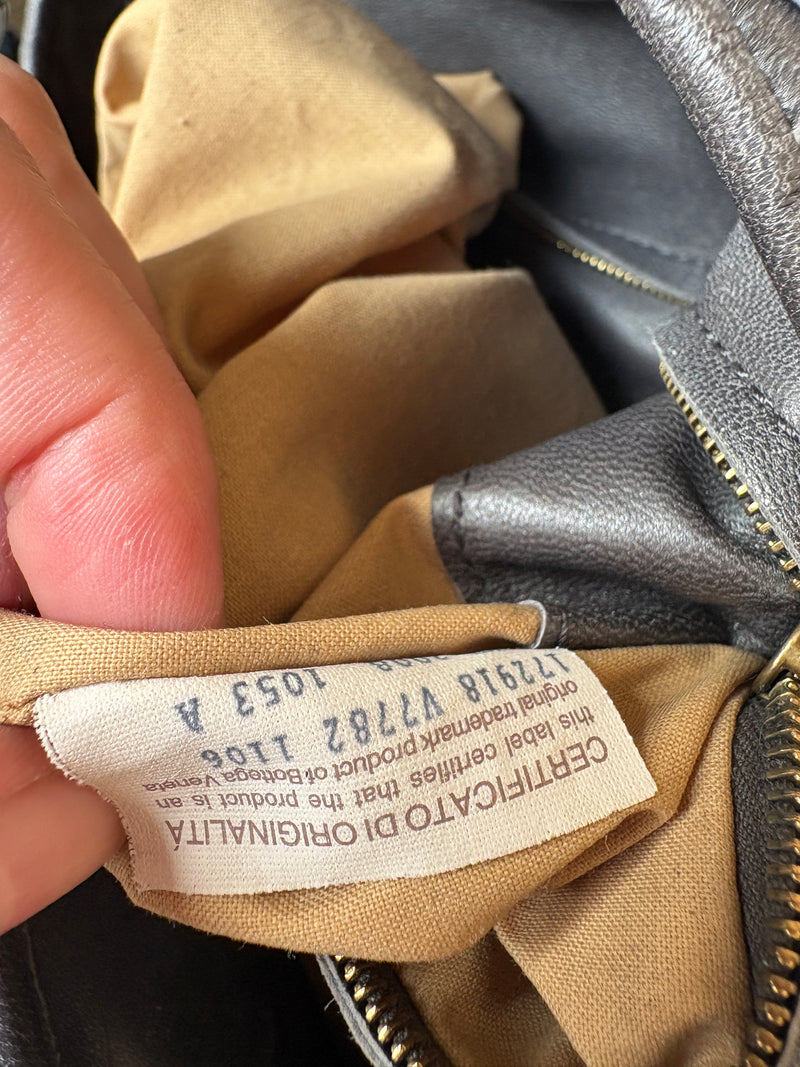 CERTIFICATO DI ORIGINALITÁ
this label certifies that the product is an
original trademark product of Bottega Veneta
172918 V7782 1106
1053 A